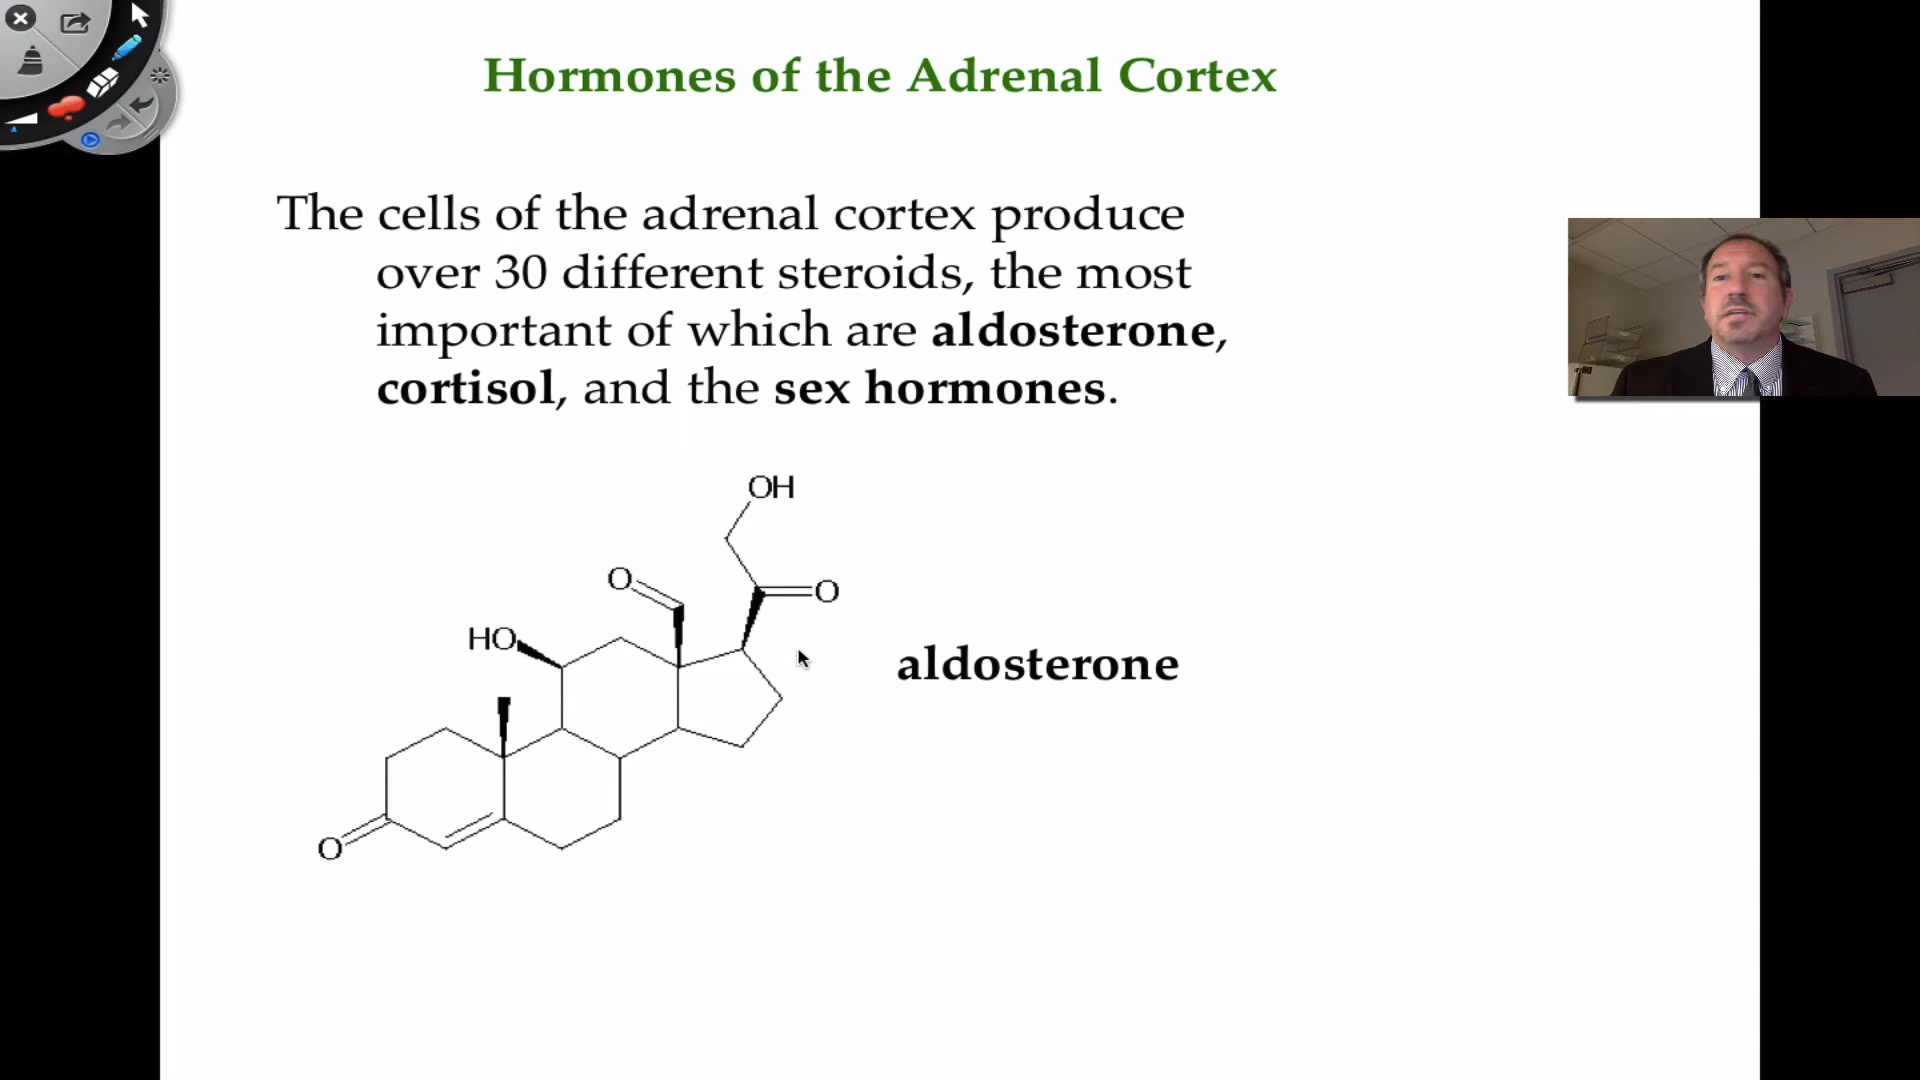 Hormones of the Adrenal Cortex
The cells of the adrenal cortex produce
over 30 different steroids, the most
important of which are aldosterone,
cortisol, and the sex hormones.
OH
O
O
HO
aldosterone
O